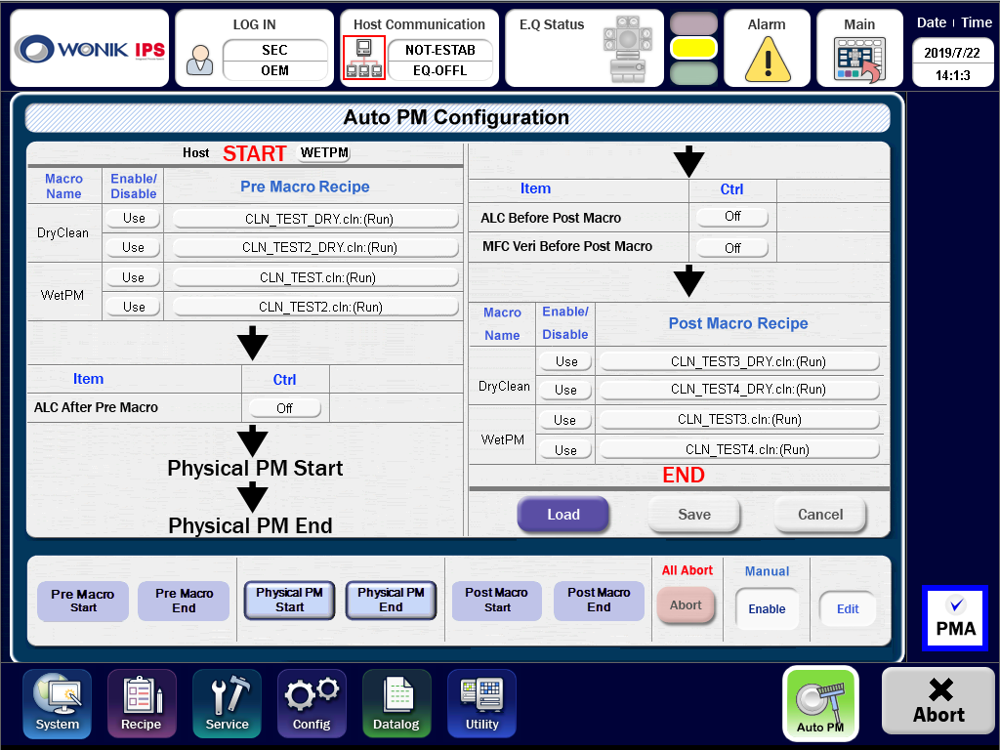 WONIK IPS
LOG IN
SEC
OEM
Host Communication
NOT-ESTAB
EQ-OFFL
E.Q Status
Alarm
Main
Date Time
2019/7/22
14:1:3
Auto PM Configuration
Host START WETPM
Macro Name
Enable/ Disable
Pre Macro Recipe
DryClean
Use CLN_TEST_DRY.cln:(Run)
Use CLN_TEST2_DRY.cln:(Run)
WetPM
Use CLN_TEST.cln:(Run)
Use CLN_TEST2.cln:(Run)
Item Ctrl
ALC After Pre Macro Off
Physical PM Start
Physical PM End
Item Ctrl
ALC Before Post Macro Off
MFC Veri Before Post Macro Off
Macro Name
Enable/ Disable
Post Macro Recipe
DryClean
Use CLN_TEST3_DRY.cln:(Run)
Use CLN_TEST4_DRY.cln:(Run)
WetPM
Use CLN_TEST3.cln:(Run)
Use CLN_TEST4.cln:(Run)
END
Load Save Cancel
Pre Macro Start
Pre Macro End
Physical PM Start
Physical PM End
Post Macro Start
Post Macro End
All Abort
Abort
Manual
Enable
Edit
PMA
System Recipe Service Config Datalog Utility
Auto PM
Abort